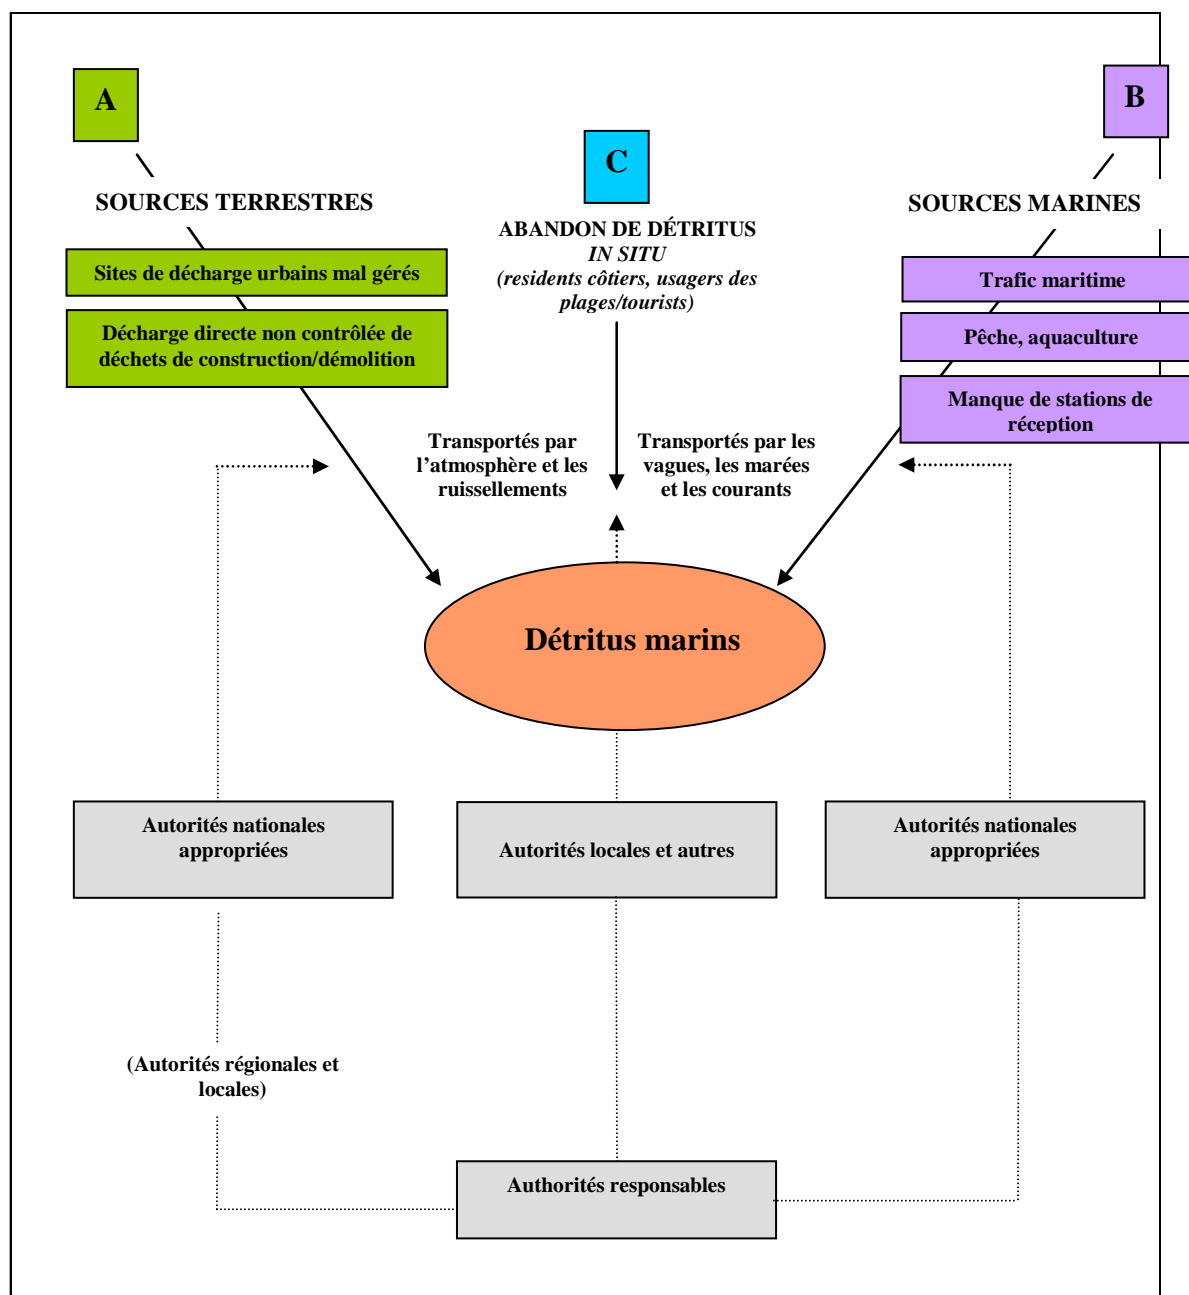 A
SOURCES TERRESTRES
Sites de décharge urbains mal gérés
Décharge directe non contrôlée de
déchets de construction/démolition
C
ABANDON DE DÉTRITUS
IN SITU
(residents côtiers, usagers des
plages/tourists)
B
SOURCES MARINES
Trafic maritime
Pêche, aquaculture
Manque de stations de
réception
Transportés par
l'atmosphère et les
ruissellements
Transportés par les
vagues, les marées
et les courants
Détritus marins
Autorités nationales
appropriées
Autorités locales et autres
Autorités nationales
appropriées
(Autorités régionales et
locales)
Authorités responsables